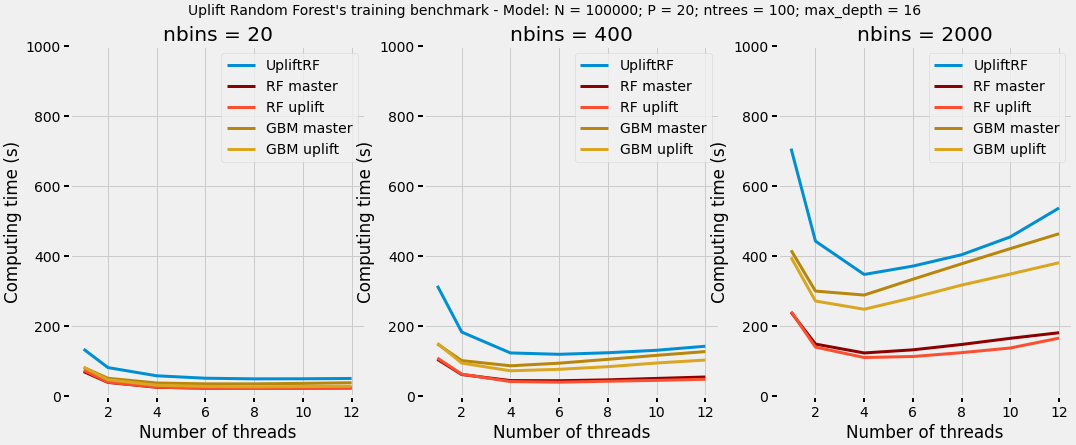 Uplift Random Forest's training benchmark - Model: N = 100000; P = 20; ntrees = 100; max_depth = 16
nbins = 20
1000
800
600
400
200
0
Computing time (s)
2 4 6 8 10 12
Number of threads
UpliftRF
RF master
RF uplift
GBM master
GBM uplift
nbins = 400
1000
800
600
400
200
0
Computing time (s)
2 4 6 8 10 12
Number of threads
UpliftRF
RF master
RF uplift
GBM master
GBM uplift
nbins = 2000
1000
800
600
400
200
0
Computing time (s)
2 4 6 8 10 12
Number of threads
UpliftRF
RF master
RF uplift
GBM master
GBM uplift